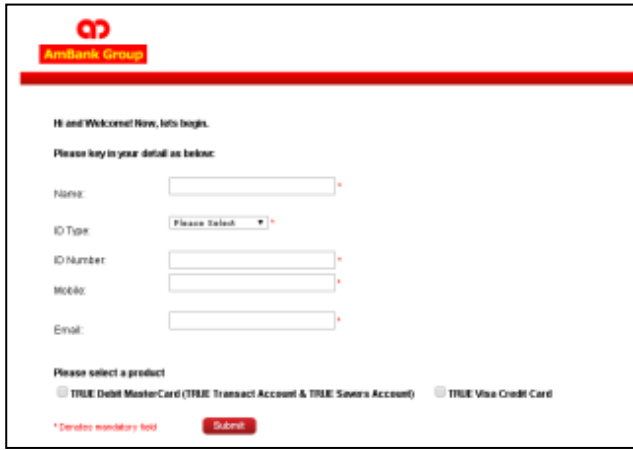 AmBank Group
Hi and Welcome! Now, lets begin.
Please key in your detail as below:
Name: *
ID Type: Please Select *
ID Number: *
Mobile: *
Email: *
Please select a product
TRUE Debit MasterCard (TRUE Transact Account & TRUE Savers Account) TRUE Visa Credit Card
* Denotes mandatory field Submit